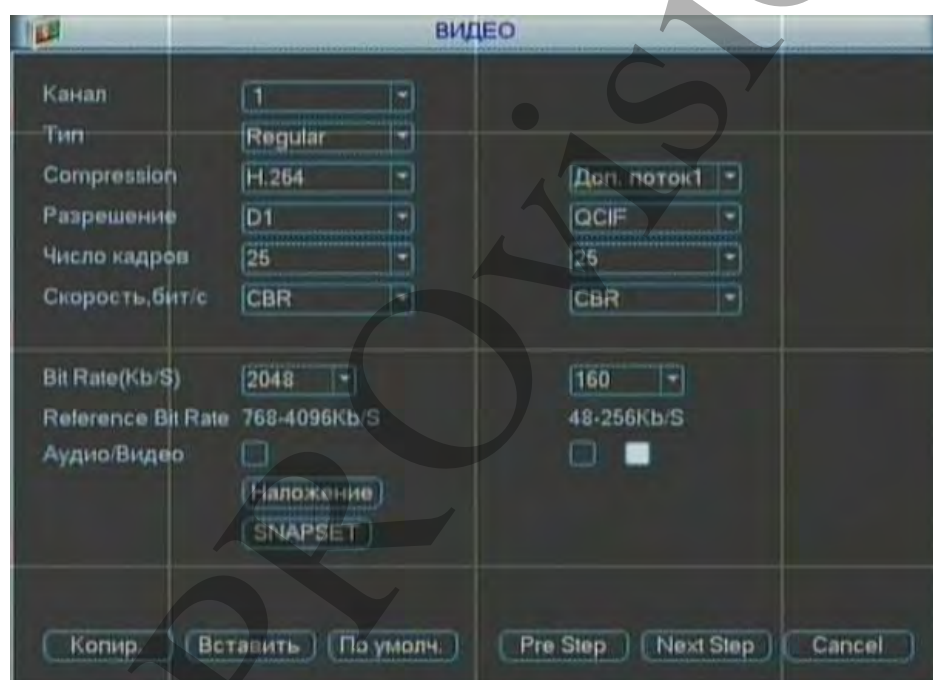 ВИДЕО
Канал 1
Тип Regular
Compression H.264 Доп. поток1
Разрешение D1 QCIF
Число кадров 25 25
Скорость,бит/с CBR CBR
Bit Rate(Kb/S) 2048 160
Reference Bit Rate 768-4096Kb/S 48-256Kb/S
Аудио/Видео
Наложение
SNAPSET
Копир. Вставить По умолч. Pre Step Next Step Cancel
PROvisio